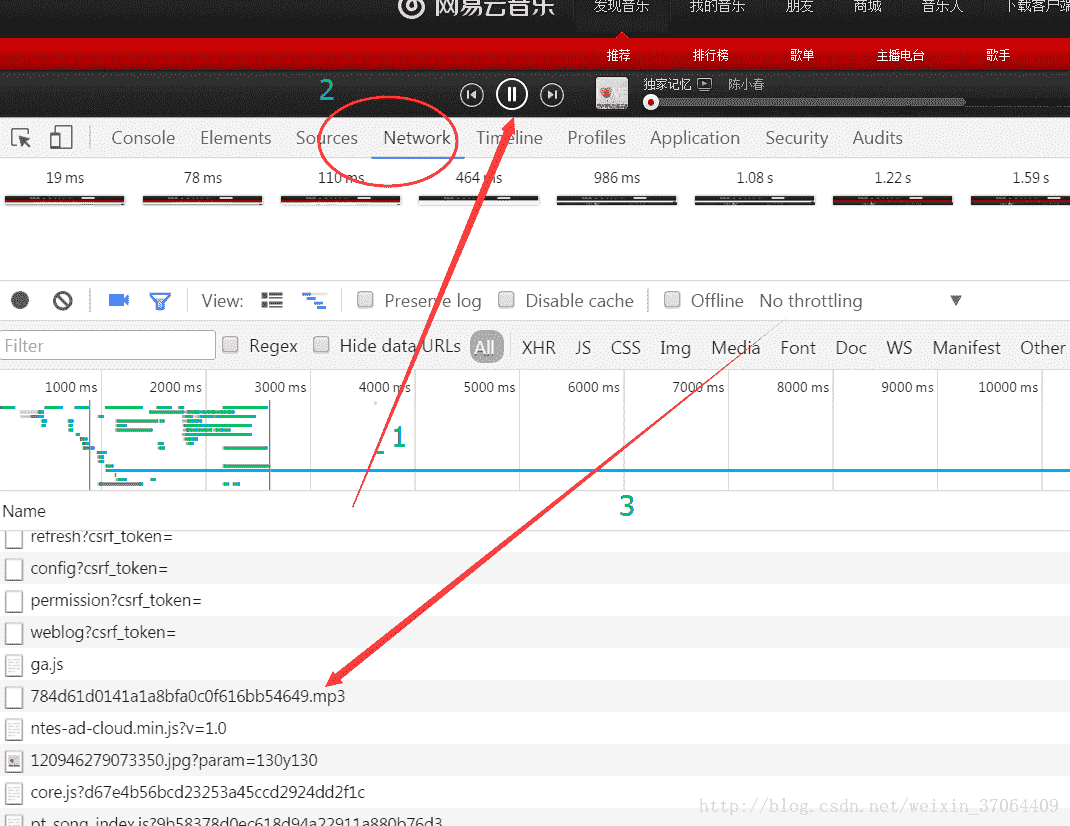 网易云音乐 发现音乐 我的音乐 朋友 商城 音乐人 下载客户端
推荐 排行榜 歌单 主播电台 歌手
2
独家记忆 陈小春
Console Elements Sources Network Timeline Profiles Application Security Audits
19 ms 78 ms 110 ms 464 ms 986 ms 1.08 s 1.22 s 1.59 s
View: Preserve log Disable cache Offline No throttling
Filter Regex Hide data URLs All XHR JS CSS Img Media Font Doc WS Manifest Other
1000 ms 2000 ms 3000 ms 4000 ms 5000 ms 6000 ms 7000 ms 8000 ms 9000 ms 10000 ms
1
3
Name
refresh?csrf_token=
config?csrf_token=
permission?csrf_token=
weblog?csrf_token=
ga.js
784d61d0141a1a8bfa0c0f616bb54649.mp3
ntes-ad-cloud.min.js?v=1.0
120946279073350.jpg?param=130y130
core.js?d67e4b56bcd23253a45ccd2924dd2f1c
http://blog.csdn.net/weixin_37064409
pt_song_index.js?9b58378d0ec618d94a22911a880b76d3